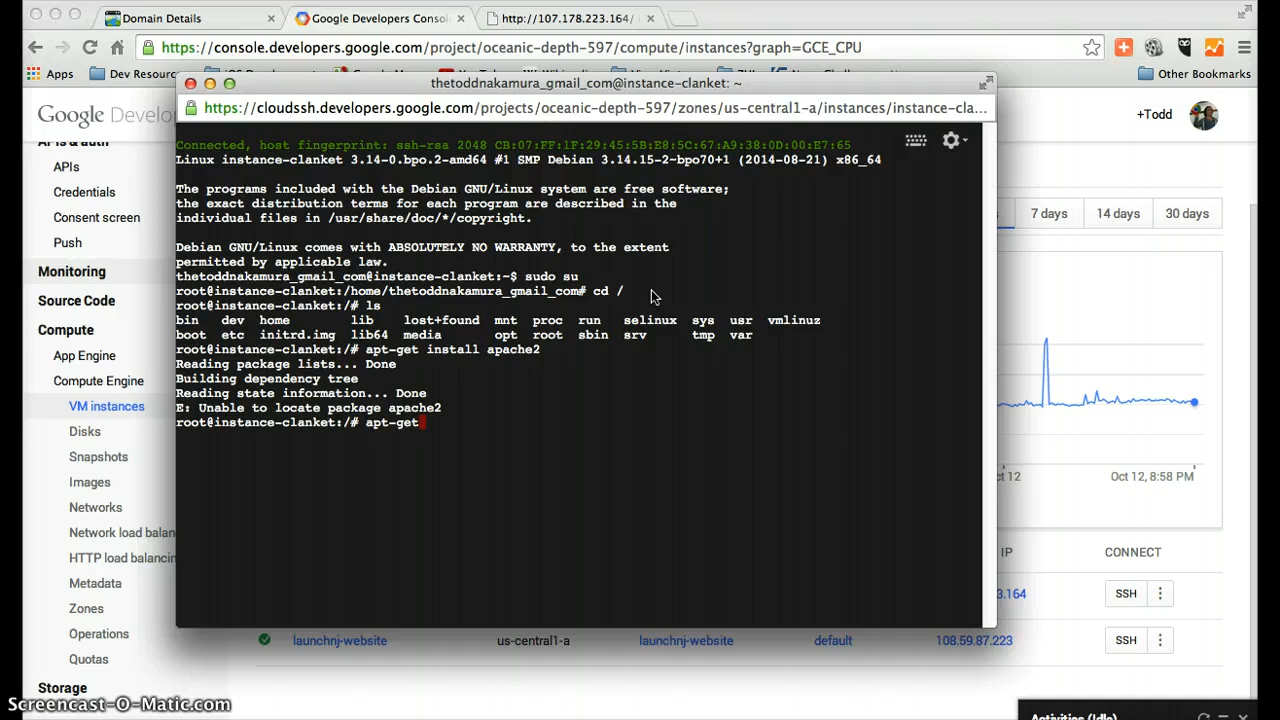 Domain Details
Google Developers Consol
http://107.178.223.164/
https://console.developers.google.com/project/oceanic-depth-597/compute/instances?graph=GCE_CPU
Apps
Dev Resourc
Other Bookmarks
thetoddnakamura_gmail_com@instance-clanket: ~
https://cloudssh.developers.google.com/projects/oceanic-depth-597/zones/us-central1-a/instances/instance-cla...
Google Develo
+Todd
APIs & auth
APIs
Credentials
Consent screen
Push
Monitoring
Source Code
Compute
App Engine
Compute Engine
VM instances
Disks
Snapshots
Images
Networks
Network load balan
HTTP load balancin
Metadata
Zones
Operations
Quotas
Storage
Connected, host fingerprint: ssh-rsa 2048 CB:07:FF:1F:29:45:5B:E8:5C:67:A9:38:0D:00:E7:65
Linux instance-clanket 3.14-0.bpo.2-amd64 #1 SMP Debian 3.14.15-2~bpo70+1 (2014-08-21) x86_64
The programs included with the Debian GNU/Linux system are free software;
the exact distribution terms for each program are described in the
individual files in /usr/share/doc/*/copyright.
Debian GNU/Linux comes with ABSOLUTELY NO WARRANTY, to the extent
permitted by applicable law.
thetoddnakamura_gmail_com@instance-clanket:~$ sudo su
root@instance-clanket:/home/thetoddnakamura_gmail_com# cd /
root@instance-clanket:/# ls
bin dev home lib lost+found mnt proc run selinux sys usr vmlinuz
boot etc initrd.img lib64 media opt root sbin srv tmp var
root@instance-clanket:/# apt-get install apache2
Reading package lists... Done
Building dependency tree
Reading state information... Done
E: Unable to locate package apache2
root@instance-clanket:/# apt-get
7 days
14 days
30 days
ct 12
Oct 12, 8:58 PM
IP
CONNECT
3.164
SSH
launchnj-website
us-central1-a
launchnj-website
default
108.59.87.223
SSH
Activities (Idle)
Screencast-O-Matic.com